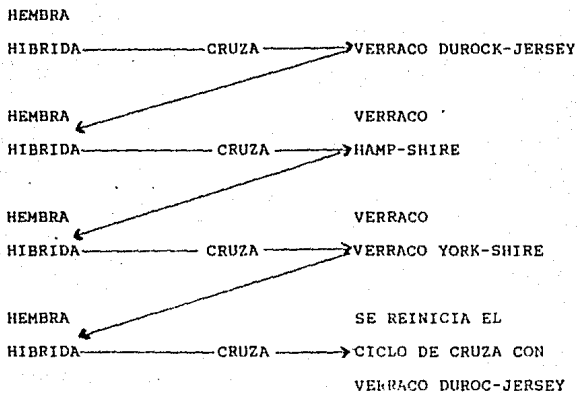 HEMBRA
HIBRIDA CRUZA VERRACO DUROCK-JERSEY
HEMBRA VERRACO
HIBRIDA CRUZA HAMP-SHIRE
HEMBRA VERRACO
HIBRIDA CRUZA VERRACO YORK-SHIRE
HEMBRA SE REINICIA EL
HIBRIDA CRUZA CICLO DE CRUZA CON
VERRACO DUROC-JERSEY